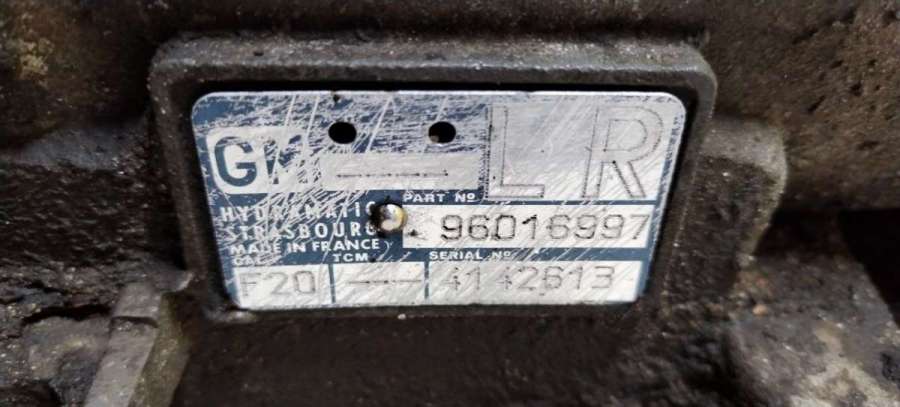 GM LR
PART Nº
HYDRAMATIC 96016997
STRASBOURG
MADE IN FRANCE
CAL. TCM SERIAL Nº
F20 4142613